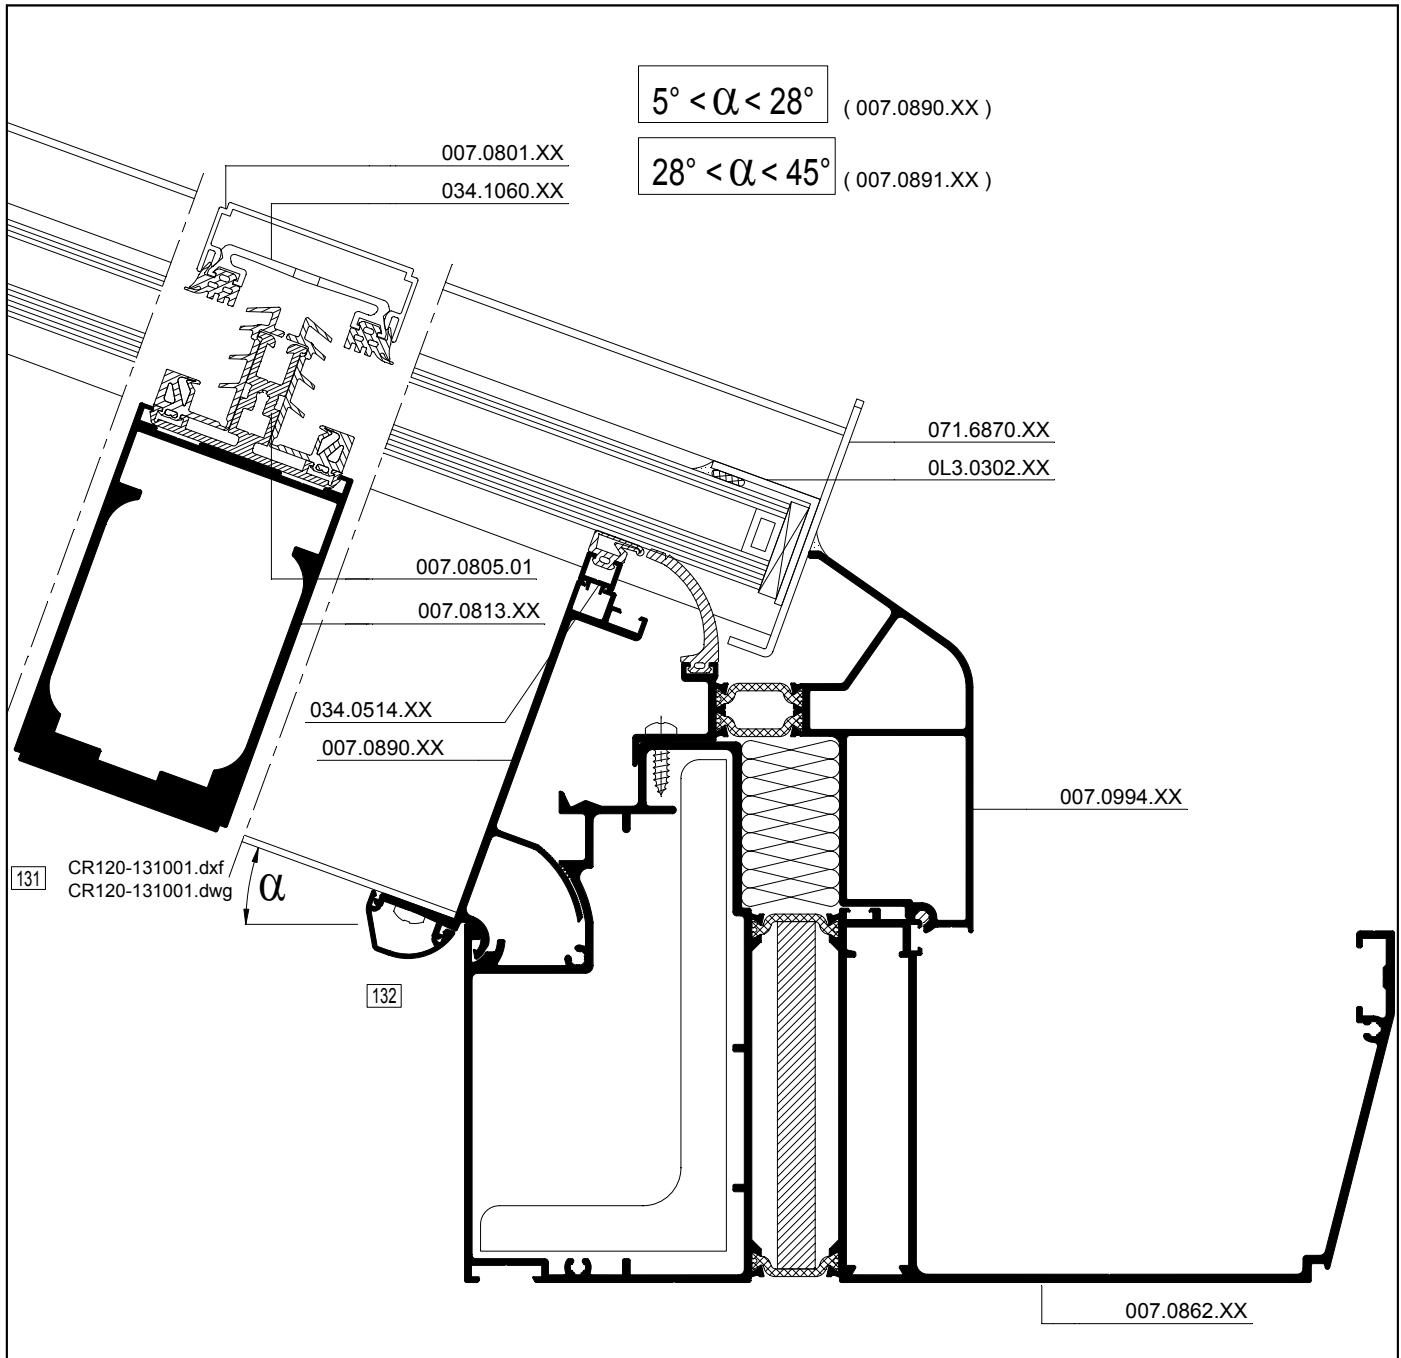 5° < α < 28° ( 007.0890.XX )
28° < α < 45° ( 007.0891.XX )
007.0801.XX
034.1060.XX
071.6870.XX
0L3.0302.XX
007.0805.01
007.0813.XX
034.0514.XX
007.0890.XX
007.0994.XX
131 CR120-131001.dxf
CR120-131001.dwg
α
132
007.0862.XX